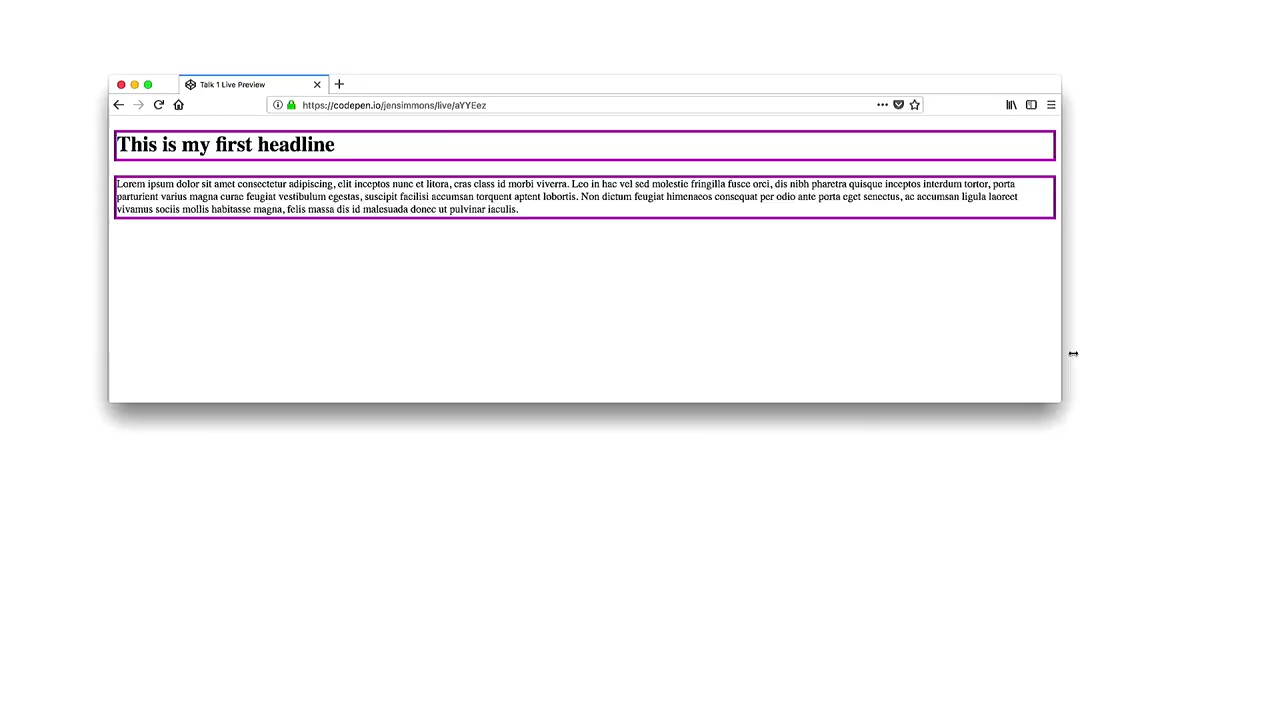 Talk 1 Live Preview
https://codepen.io/jensimmons/live/aYYEez
This is my first headline
Lorem ipsum dolor sit amet consectetur adipiscing, elit inceptos nunc et litora, cras class id morbi viverra. Leo in hac vel sed molestie fringilla fusce orci, dis nibh pharetra quisque inceptos interdum tortor, porta
parturient varius magna curae feugiat vestibulum egestas, suscipit facilisi accumsan torquent aptent lobortis. Non dictum feugiat himenaeos consequat per odio ante porta eget senectus, ac accumsan ligula laoreet
vivamus sociis mollis habitasse magna, felis massa dis id malesuada donec ut pulvinar iaculis.